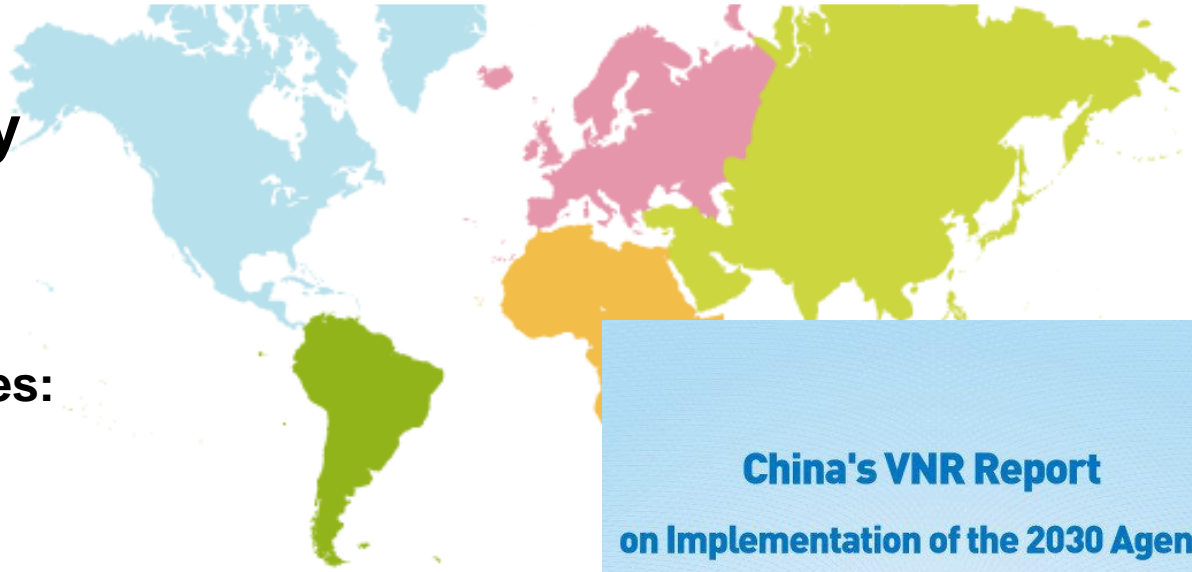 y
es:
China's VNR Report
on Implementation of the 2030 Agen